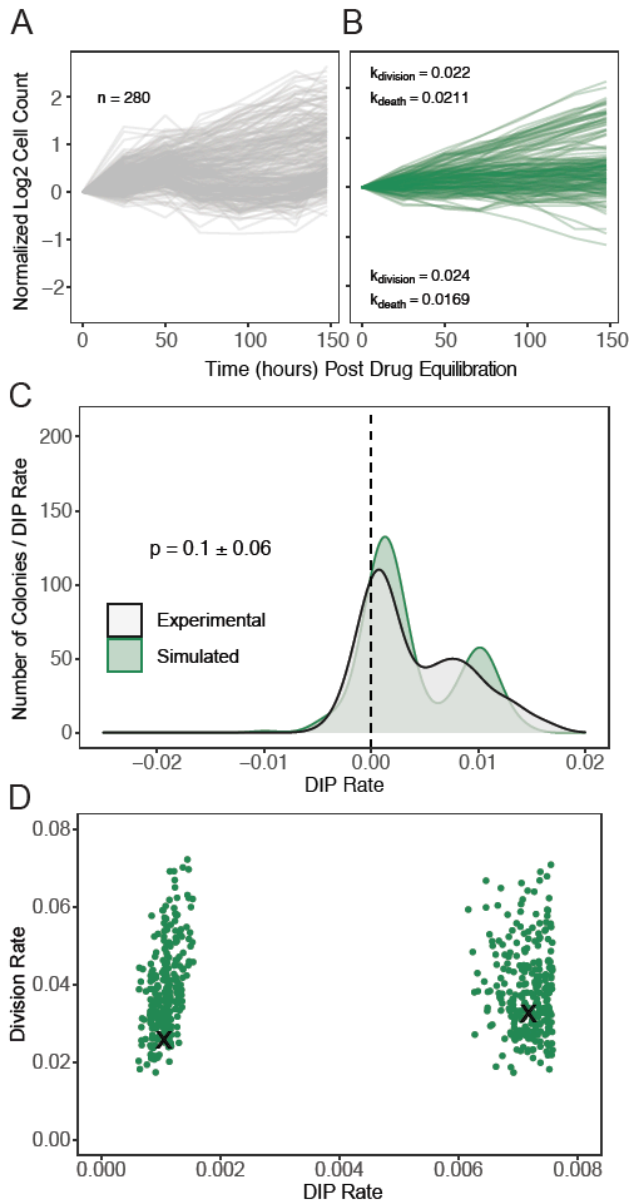 A
B
Normalized Log2 Cell Count
2
1
0
−1
−2
n = 280
k_division = 0.022
k_death = 0.0211
k_division = 0.024
k_death = 0.0169
0 50 100 150
0 50 100 150
Time (hours) Post Drug Equilibration
C
Number of Colonies / DIP Rate
200
150
100
50
0
p = 0.1 ± 0.06
Experimental
Simulated
−0.02 −0.01 0.00 0.01 0.02
DIP Rate
D
Division Rate
0.08
0.06
0.04
0.02
0.00
X
X
0.000 0.002 0.004 0.006 0.008
DIP Rate